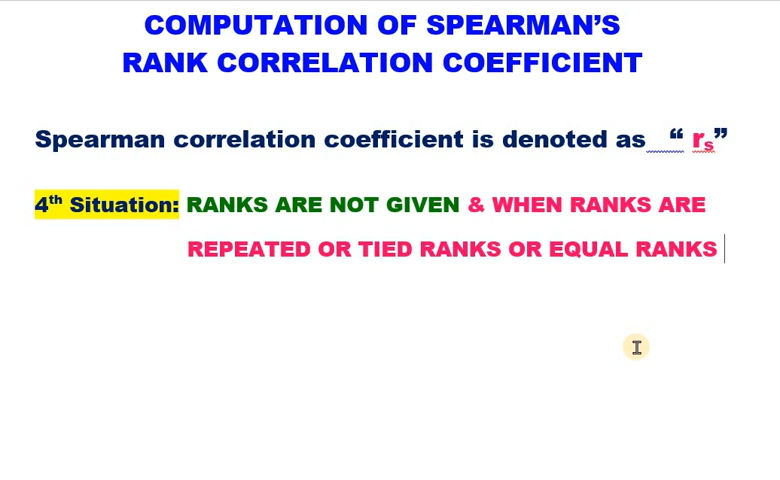 COMPUTATION OF SPEARMAN’S
RANK CORRELATION COEFFICIENT
Spearman correlation coefficient is denoted as “ rs”
4th Situation: RANKS ARE NOT GIVEN & WHEN RANKS ARE
REPEATED OR TIED RANKS OR EQUAL RANKS